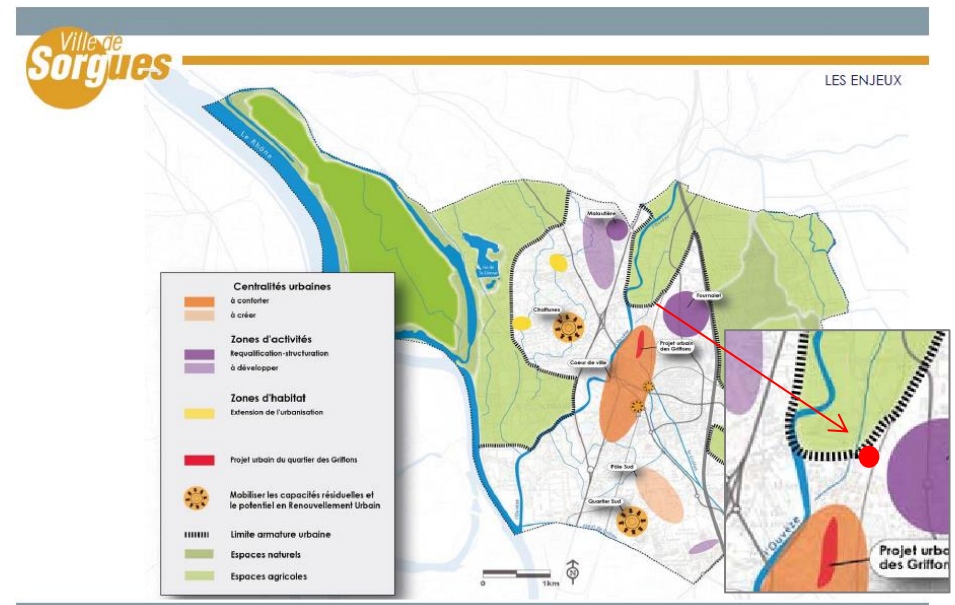 Ville de
Sorgues
LES ENJEUX
Le Rhône
Malautière
l'Ouvèze
Fournalet
Chaffunes
Projet urbain
des Griffons
Coeur de ville
Pôle Sud
Quartier Sud
Centralités urbaines
à conforter
à créer
Zones d'activités
Requalification-structuration
à développer
Zones d'habitat
Extension de l'urbanisation
Projet urbain du quartier des Griffons
Mobiliser les capacités résiduelles et
le potentiel en Renouvellement Urbain
Limite armature urbaine
Espaces naturels
Espaces agricoles
0
1km
N
l'Ouvèze
Projet urba
des Griffon